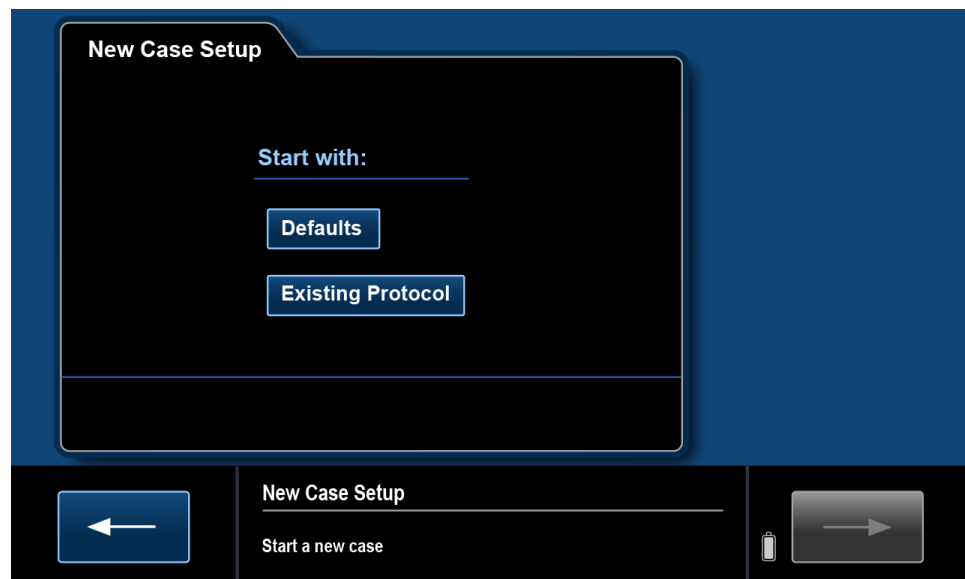 New Case Setup
Start with:
Defaults
Existing Protocol
New Case Setup
Start a new case